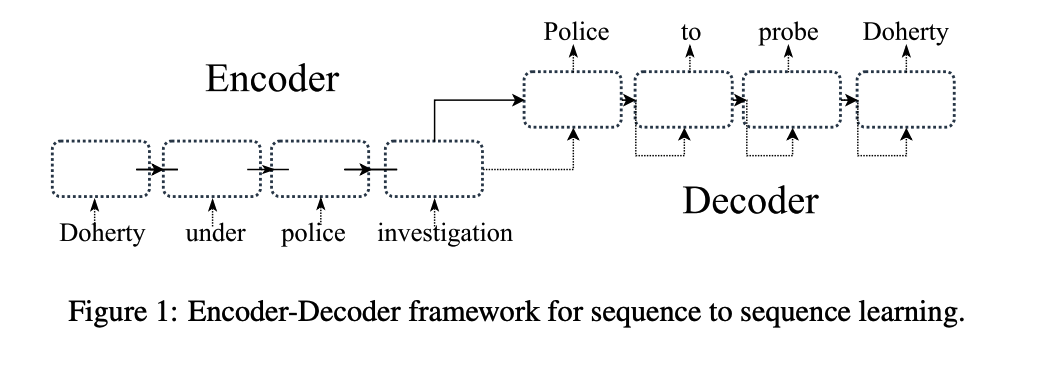 Police to probe Doherty
Encoder
Doherty under police investigation
Decoder
Figure 1: Encoder-Decoder framework for sequence to sequence learning.